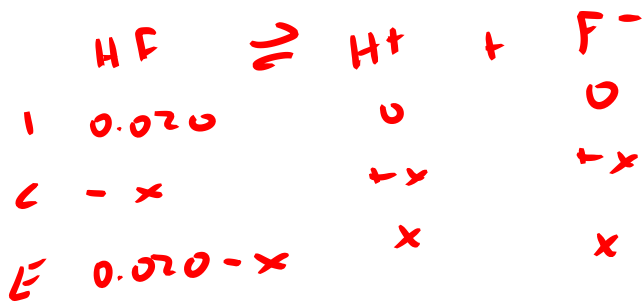 HF ⇌ H+ + F-
I 0.020 0 0
C - x +x +x
E 0.020 - x x x